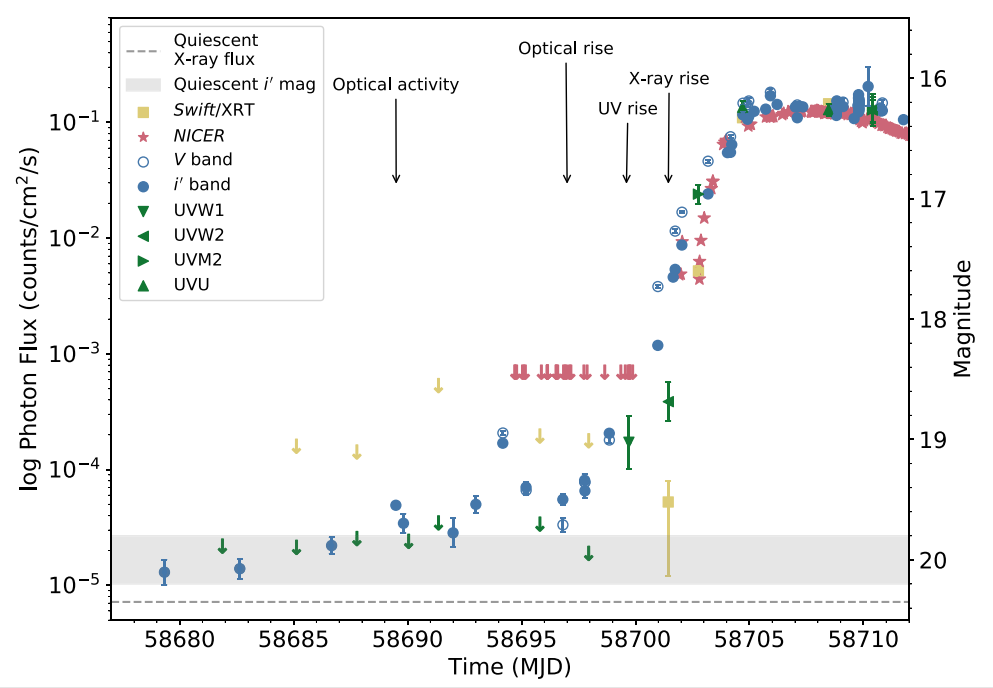 Quiescent
X-ray flux
Quiescent i′ mag
Swift/XRT
NICER
V band
i′ band
UVW1
UVW2
UVM2
UVU
Optical activity
Optical rise
UV rise
X-ray rise
log Photon Flux (counts/cm²/s)
10⁻¹
10⁻²
10⁻³
10⁻⁴
10⁻⁵
16
17
18
19
20
Magnitude
58680 58685 58690 58695 58700 58705 58710
Time (MJD)